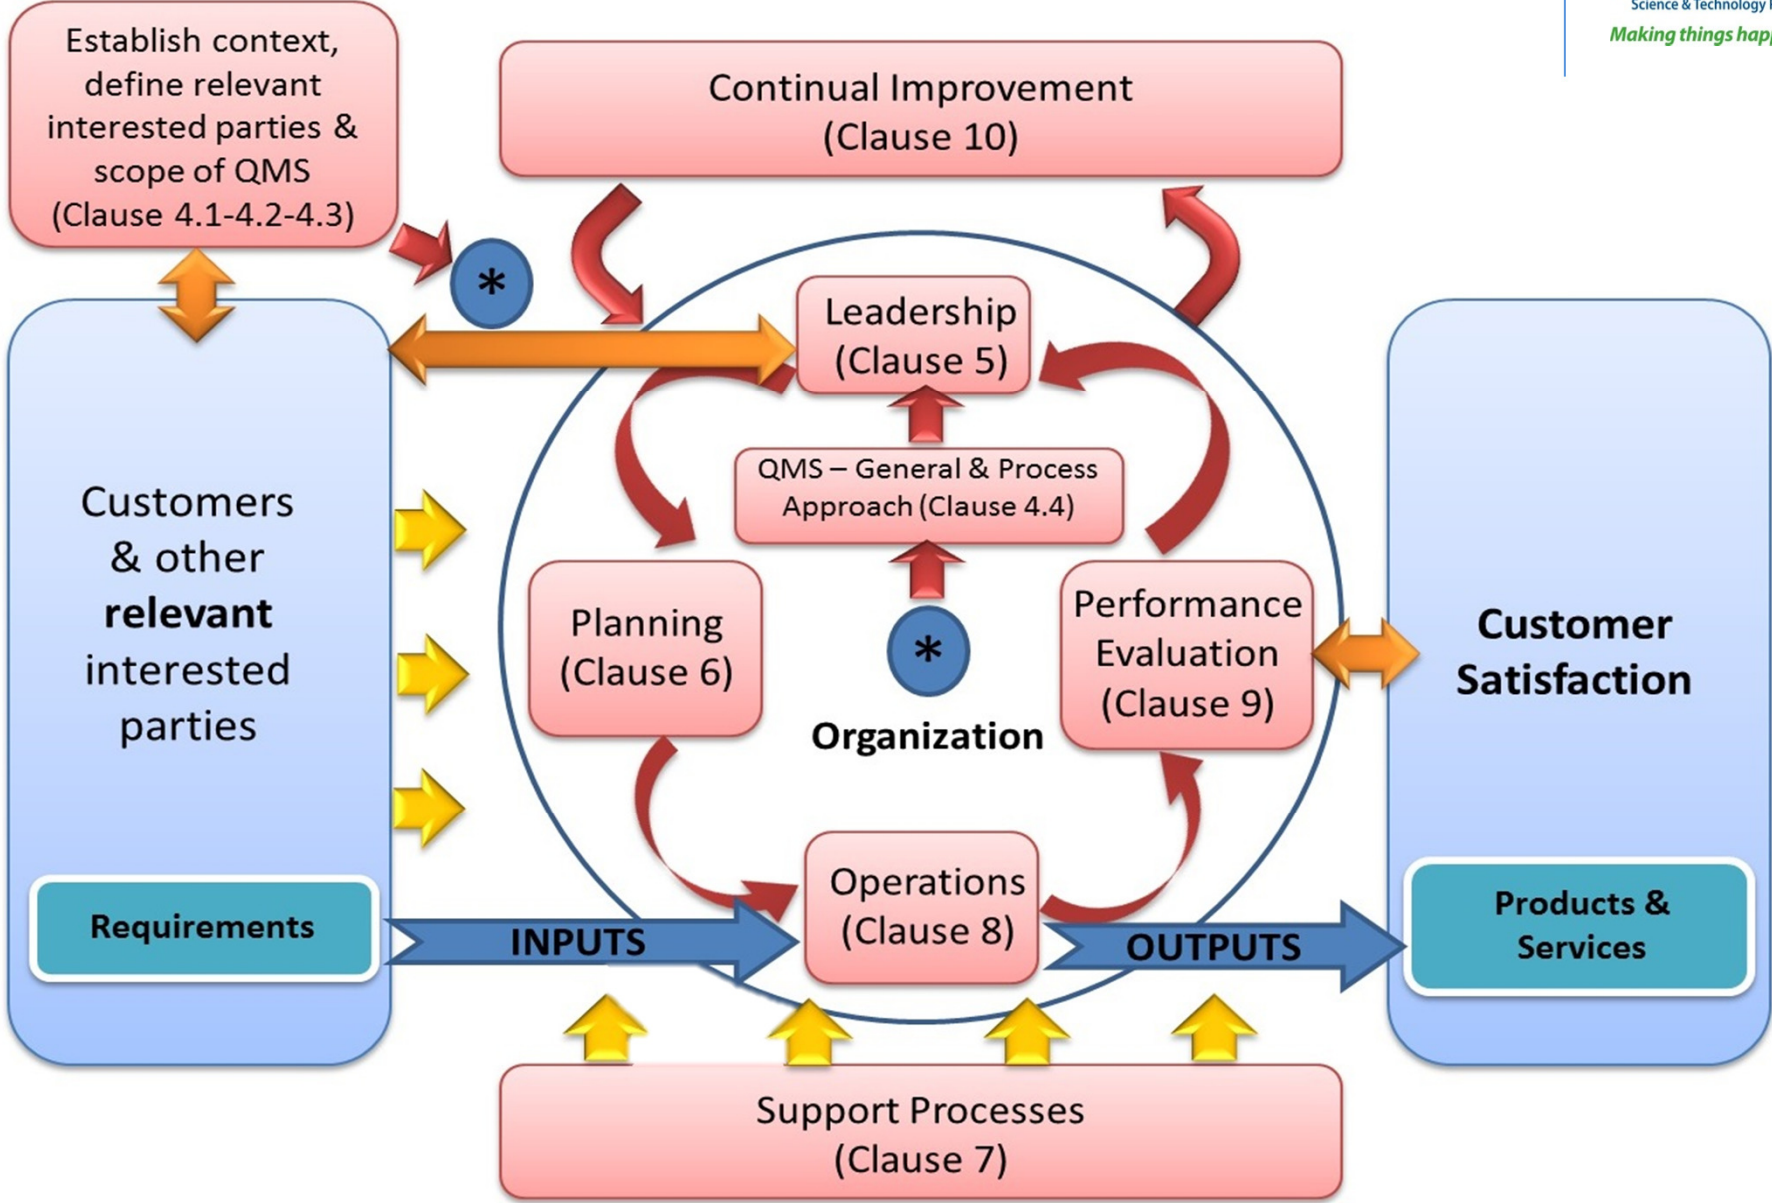 Science & Technology
Making things
Establish context,
define relevant
interested parties &
scope of QMS
(Clause 4.1-4.2-4.3)
Continual Improvement
(Clause 10)
*
Leadership
(Clause 5)
QMS – General & Process
Approach (Clause 4.4)
Customers
& other
relevant
interested
parties
Planning
(Clause 6)
*
Organization
Performance
Evaluation
(Clause 9)
Customer
Satisfaction
Requirements
INPUTS
Operations
(Clause 8)
OUTPUTS
Products &
Services
Support Processes
(Clause 7)